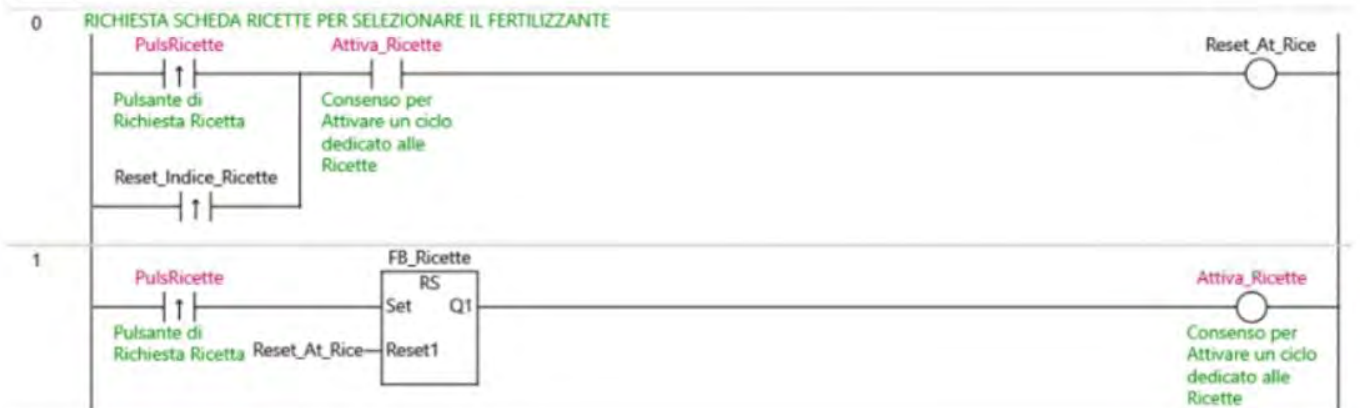 0
RICHIESTA SCHEDA RICETTE PER SELEZIONARE IL FERTILIZZANTE
PulsRicette
Attiva_Ricette
Reset_At_Rice
Pulsante di
Richiesta Ricetta
Consenso per
Attivare un ciclo
dedicato alle
Ricette
Reset_Indice_Ricette
1
FB_Ricette
PulsRicette
RS
Attiva_Ricette
Set
Q1
Pulsante di
Richiesta Ricetta
Reset_At_Rice
Reset1
Consenso per
Attivare un ciclo
dedicato alle
Ricette